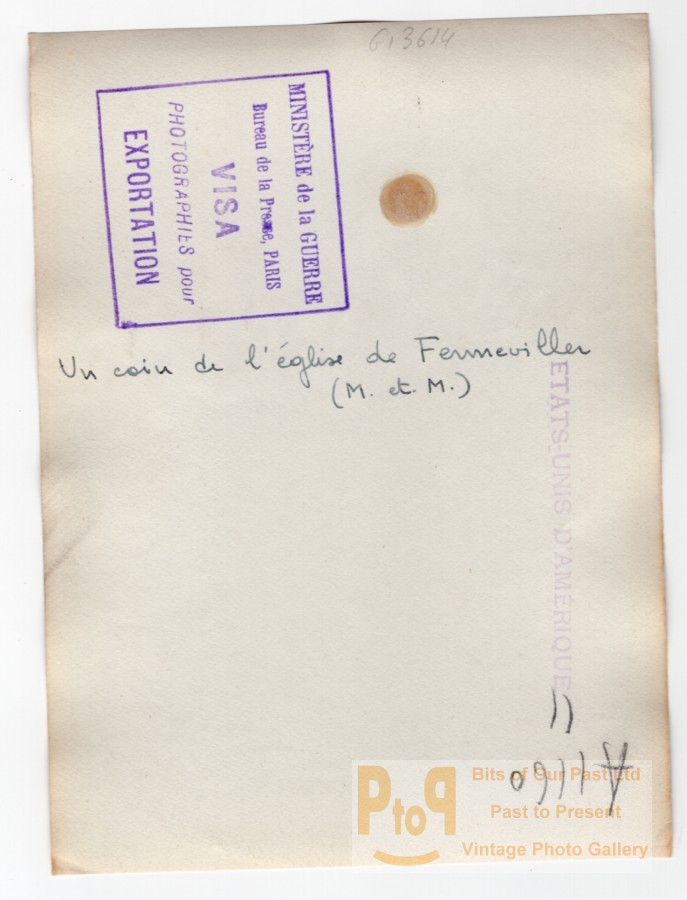 G13614
MINISTÈRE de la GUERRE
Bureau de la Presse, PARIS
VISA
PHOTOGRAPHIES pour
EXPORTATION
Un coin de l'église de Fermeviller
(M. et. M.)
ETATS-UNIS D'AMÉRIQUE
A1160
PtoP
Bits of Our Past Ltd
Past to Present
Vintage Photo Gallery